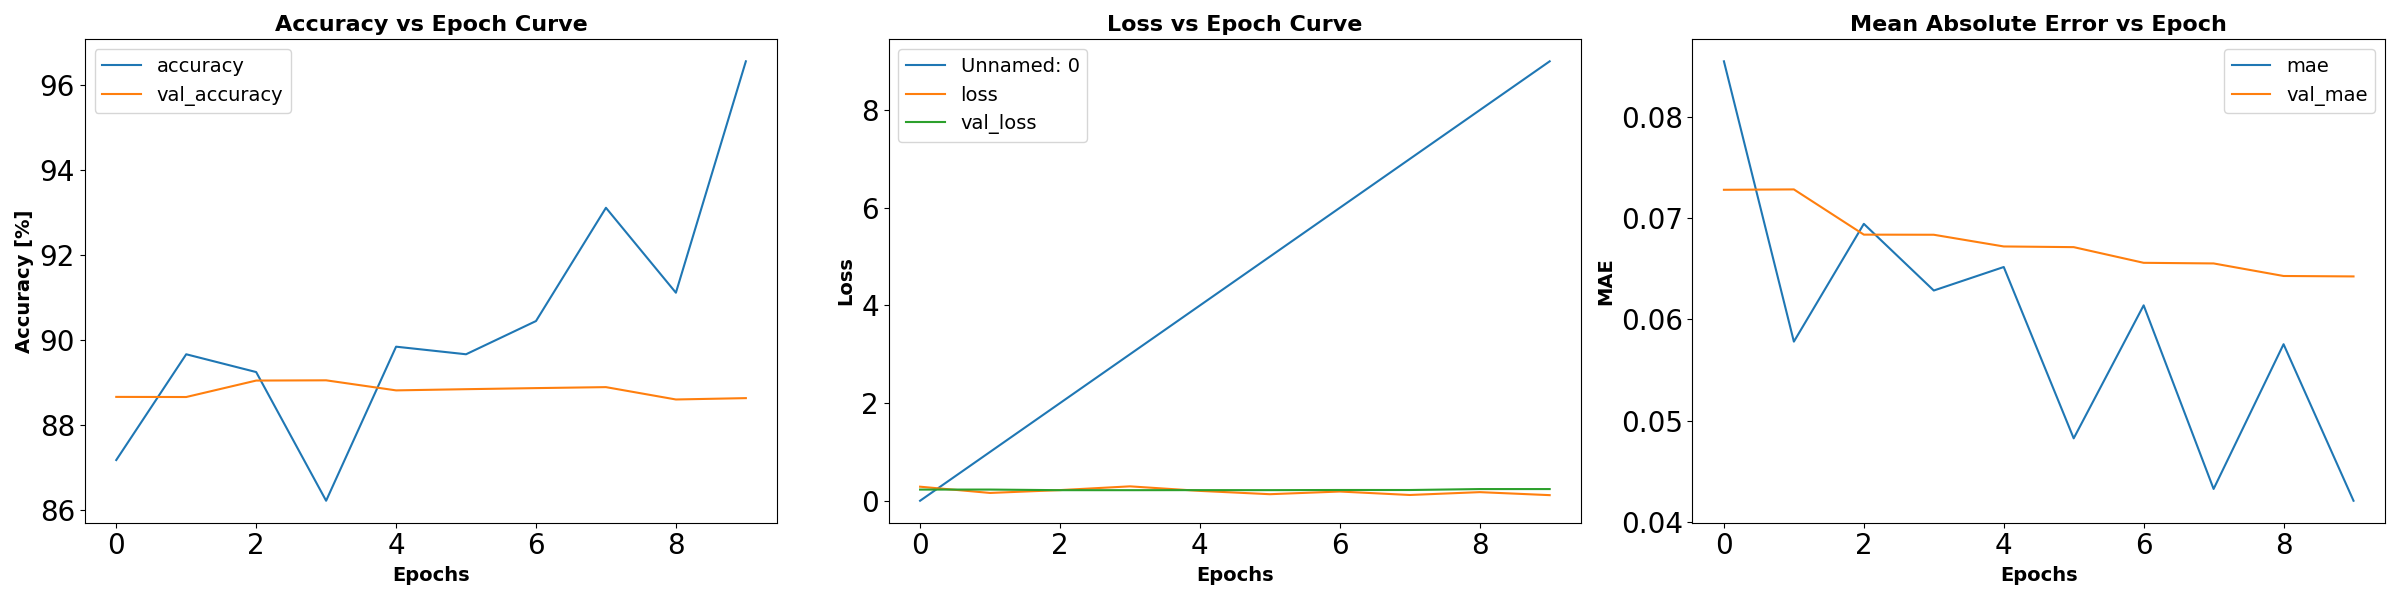 Accuracy vs Epoch Curve
accuracy
val_accuracy
96
94
92
90
88
86
Accuracy [%]
0 2 4 6 8
Epochs
Loss vs Epoch Curve
Unnamed: 0
loss
val_loss
8
6
4
2
0
Loss
0 2 4 6 8
Epochs
Mean Absolute Error vs Epoch
mae
val_mae
0.08
0.07
0.06
0.05
0.04
MAE
0 2 4 6 8
Epochs